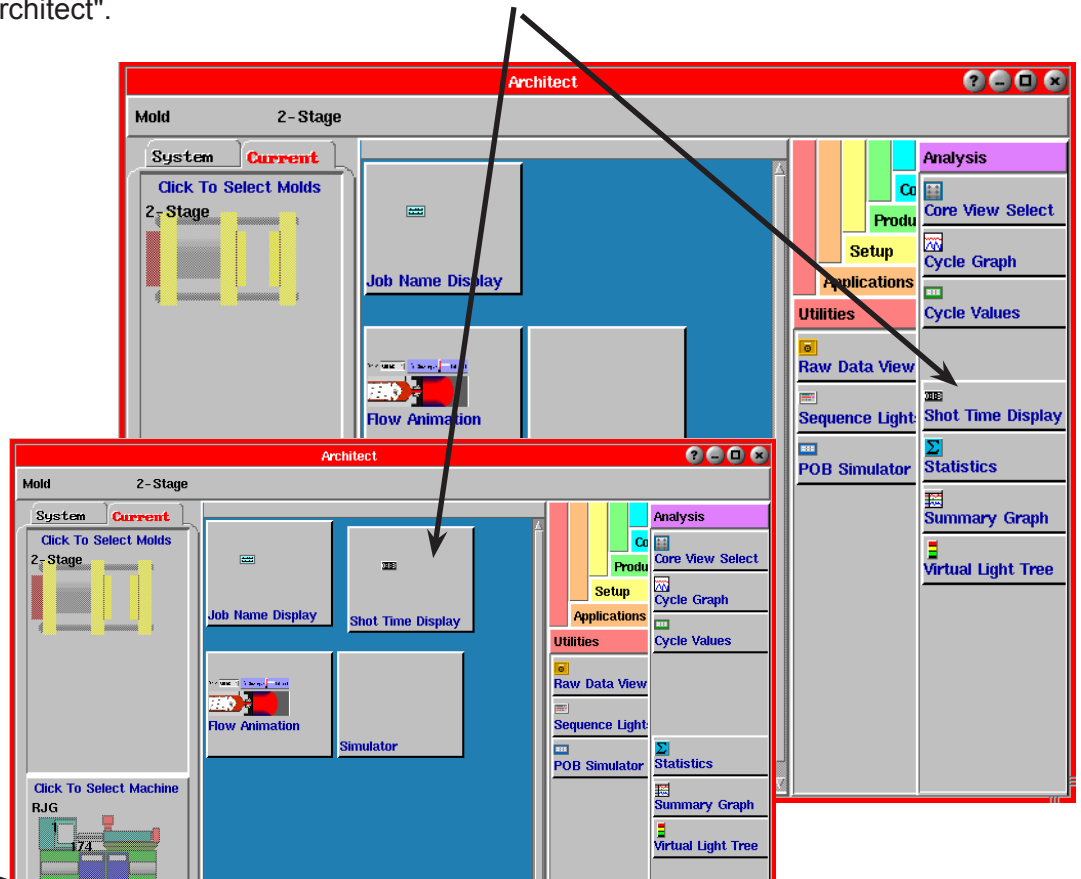 rchitect".
Architect
Mold 2-Stage
System Current
Click To Select Molds
2-Stage
Job Name Display
Flow Animation
Co
Produ
Setup
Applications
Utilities
Raw Data View
Sequence Light
POB Simulator
Analysis
Core View Select
Cycle Graph
Cycle Values
Shot Time Display
Statistics
Summary Graph
Virtual Light Tree
Architect
Mold 2-Stage
System Current
Click To Select Molds
2-Stage
Click To Select Machine
RJG
1
174
Job Name Display
Shot Time Display
Flow Animation
Simulator
Co
Produ
Setup
Applications
Utilities
Raw Data View
Sequence Light
POB Simulator
Analysis
Core View Select
Cycle Graph
Cycle Values
Statistics
Summary Graph
Virtual Light Tree